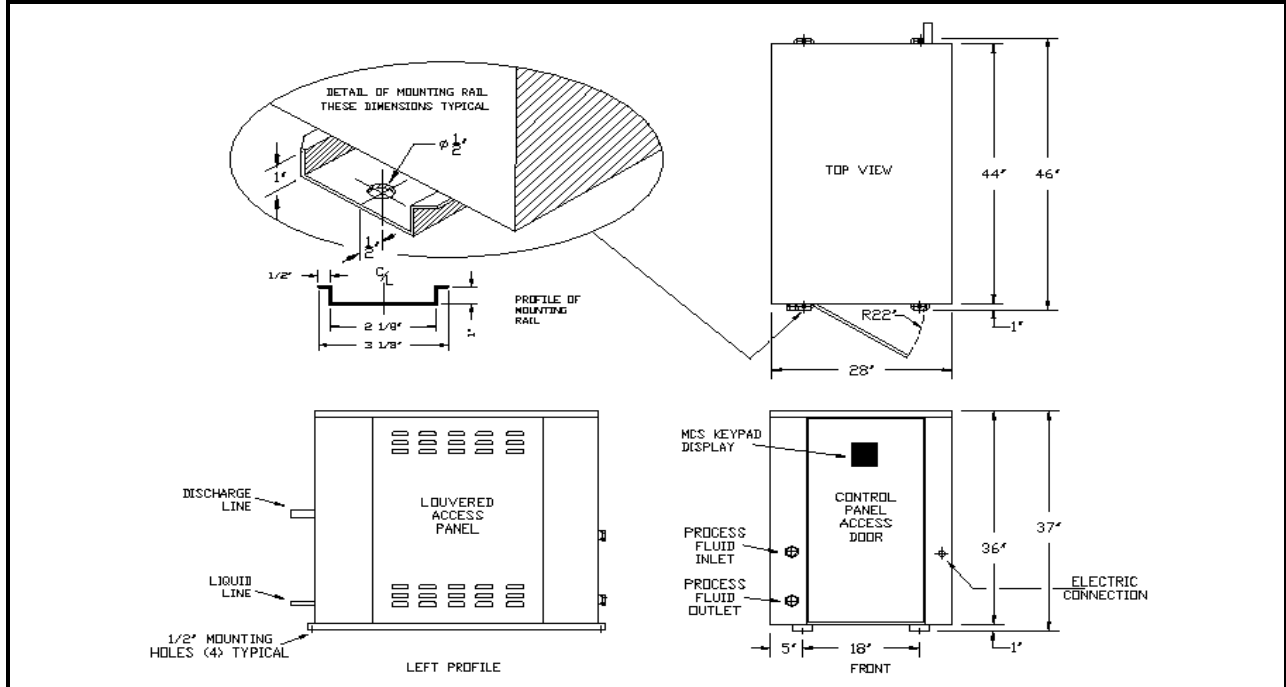 DETAIL OF MOUNTING RAIL
THESE DIMENSIONS TYPICAL
ø 1/2"
1"
1/2"
1/2"
C/L
2 1/8"
3 1/8"
1"
PROFILE OF
MOUNTING
RAIL
TOP VIEW
44"
46"
R22"
1"
28"
DISCHARGE
LINE
LIQUID
LINE
1/2" MOUNTING
HOLES (4) TYPICAL
LOUVERED
ACCESS
PANEL
LEFT PROFILE
MCS KEYPAD
DISPLAY
CONTROL
PANEL
ACCESS
DOOR
PROCESS
FLUID
INLET
PROCESS
FLUID
OUTLET
36"
37"
ELECTRIC
CONNECTION
5"
18"
1"
FRONT